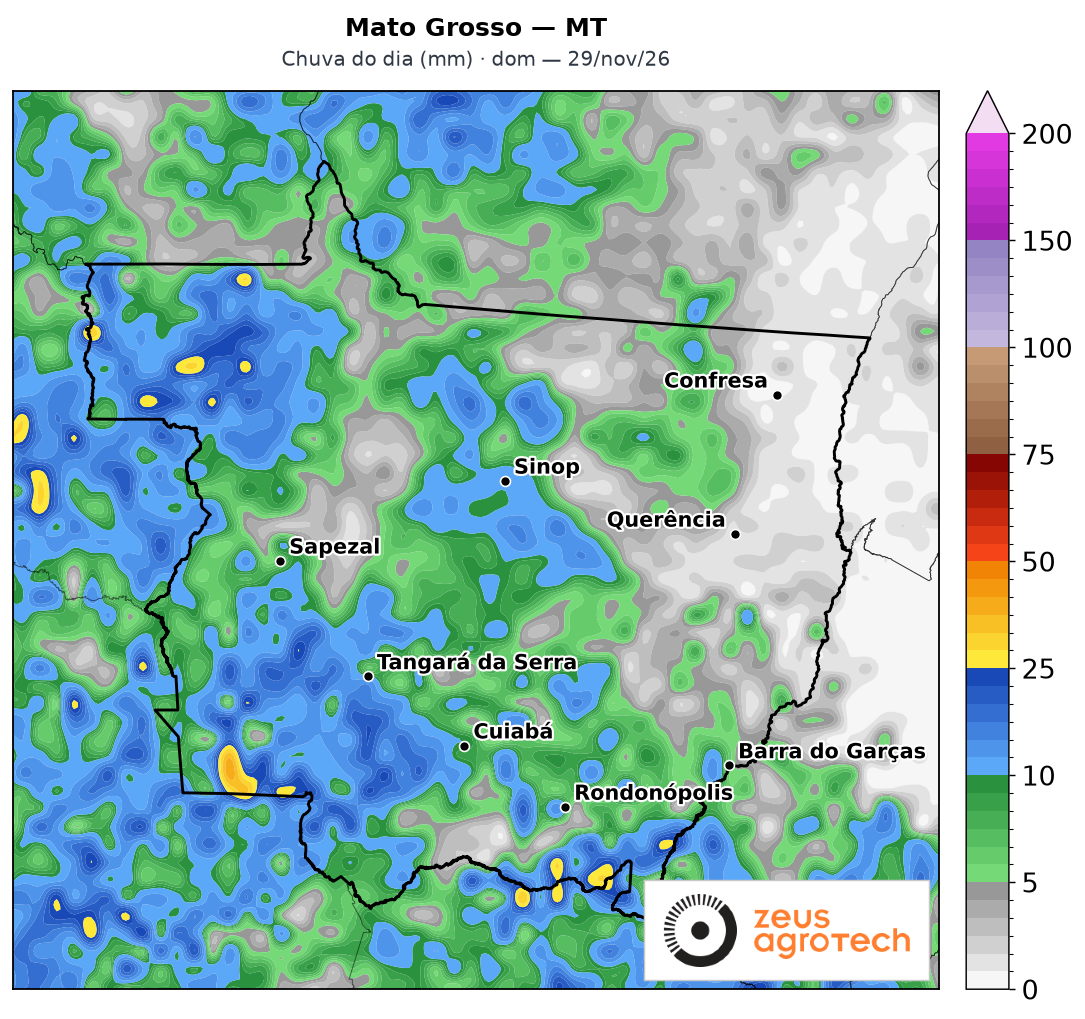 Mato Grosso — MT
Chuva do dia (mm) · dom — 29/nov/26
200
150
100
75
50
25
10
5
0
Confresa
Sinop
Querência
Sapezal
Tangará da Serra
Cuiabá
Barra do Garças
Rondonópolis
zeus
agrotech